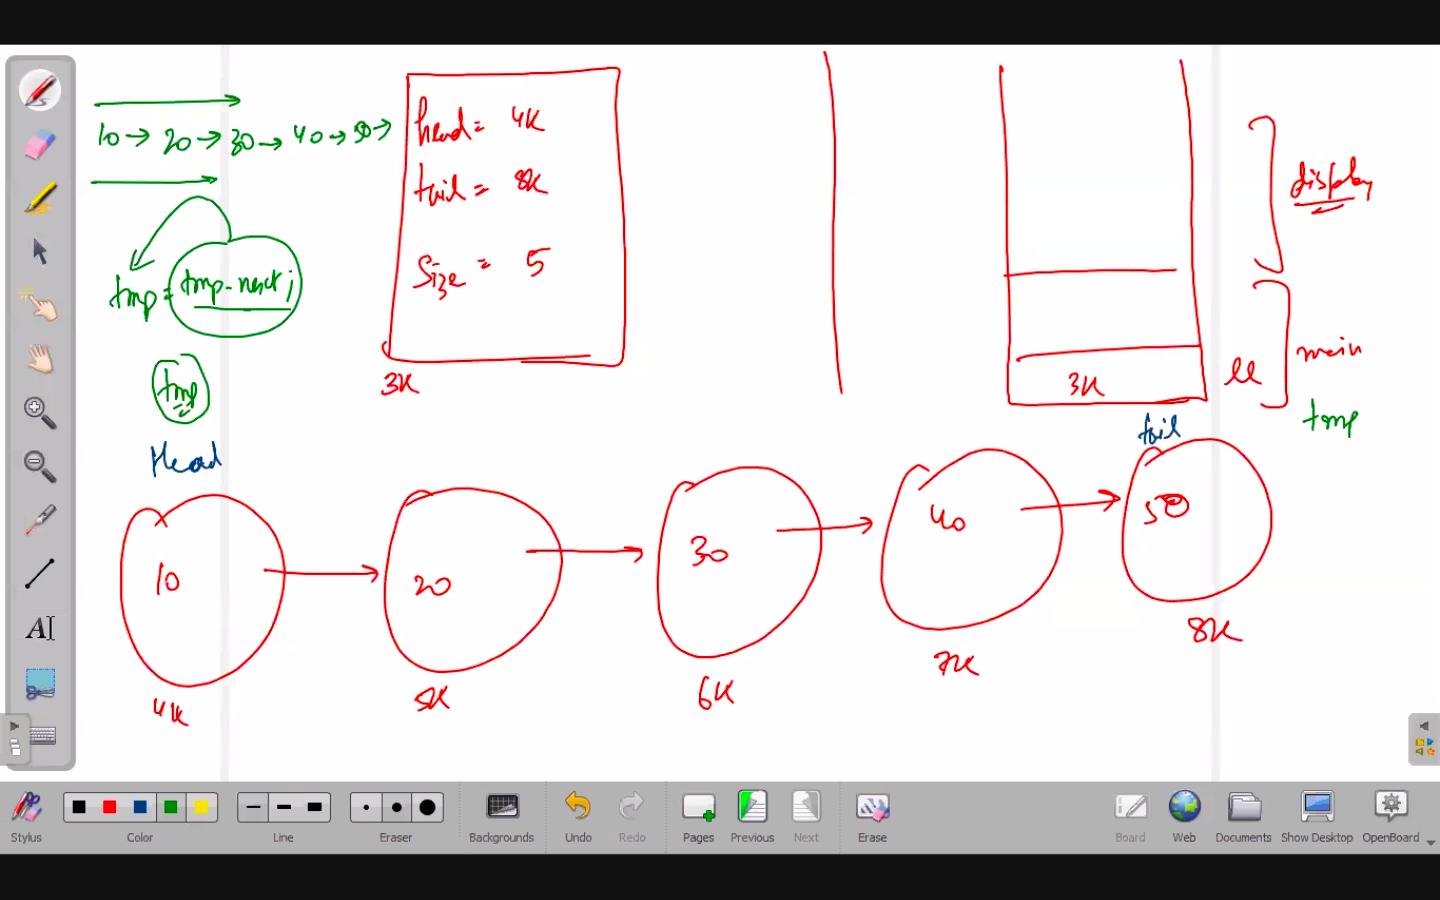 10 → 20 → 30 → 40 → 50 →
head = 4K
tail = 8K
Size = 5
3K
tmp = tmp.next;
tmp
Head
display
main
3K
ll
tmp
tail
10
20
30
40
50
4K
5K
6K
7K
8K
A
Stylus
Color
Line
Eraser
Backgrounds
Undo
Redo
Pages
Previous
Next
Erase
Board
Web
Documents
Show Desktop
OpenBoard